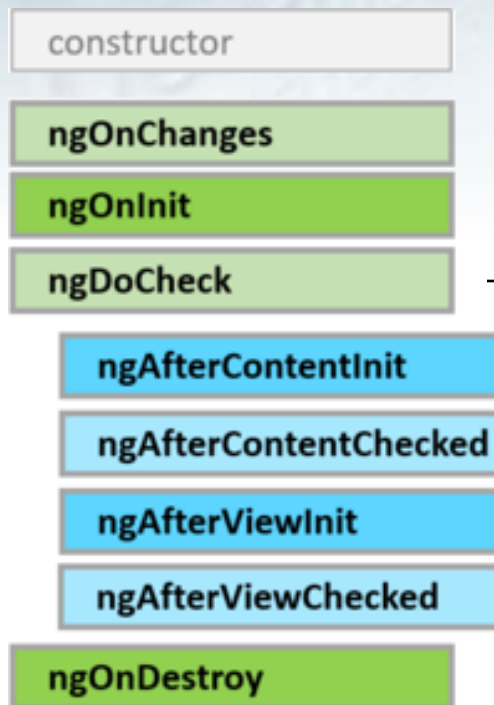 constructor
ngOnChanges
ngOnInit
ngDoCheck
ngAfterContentInit
ngAfterContentChecked
ngAfterViewInit
ngAfterViewChecked
ngOnDestroy